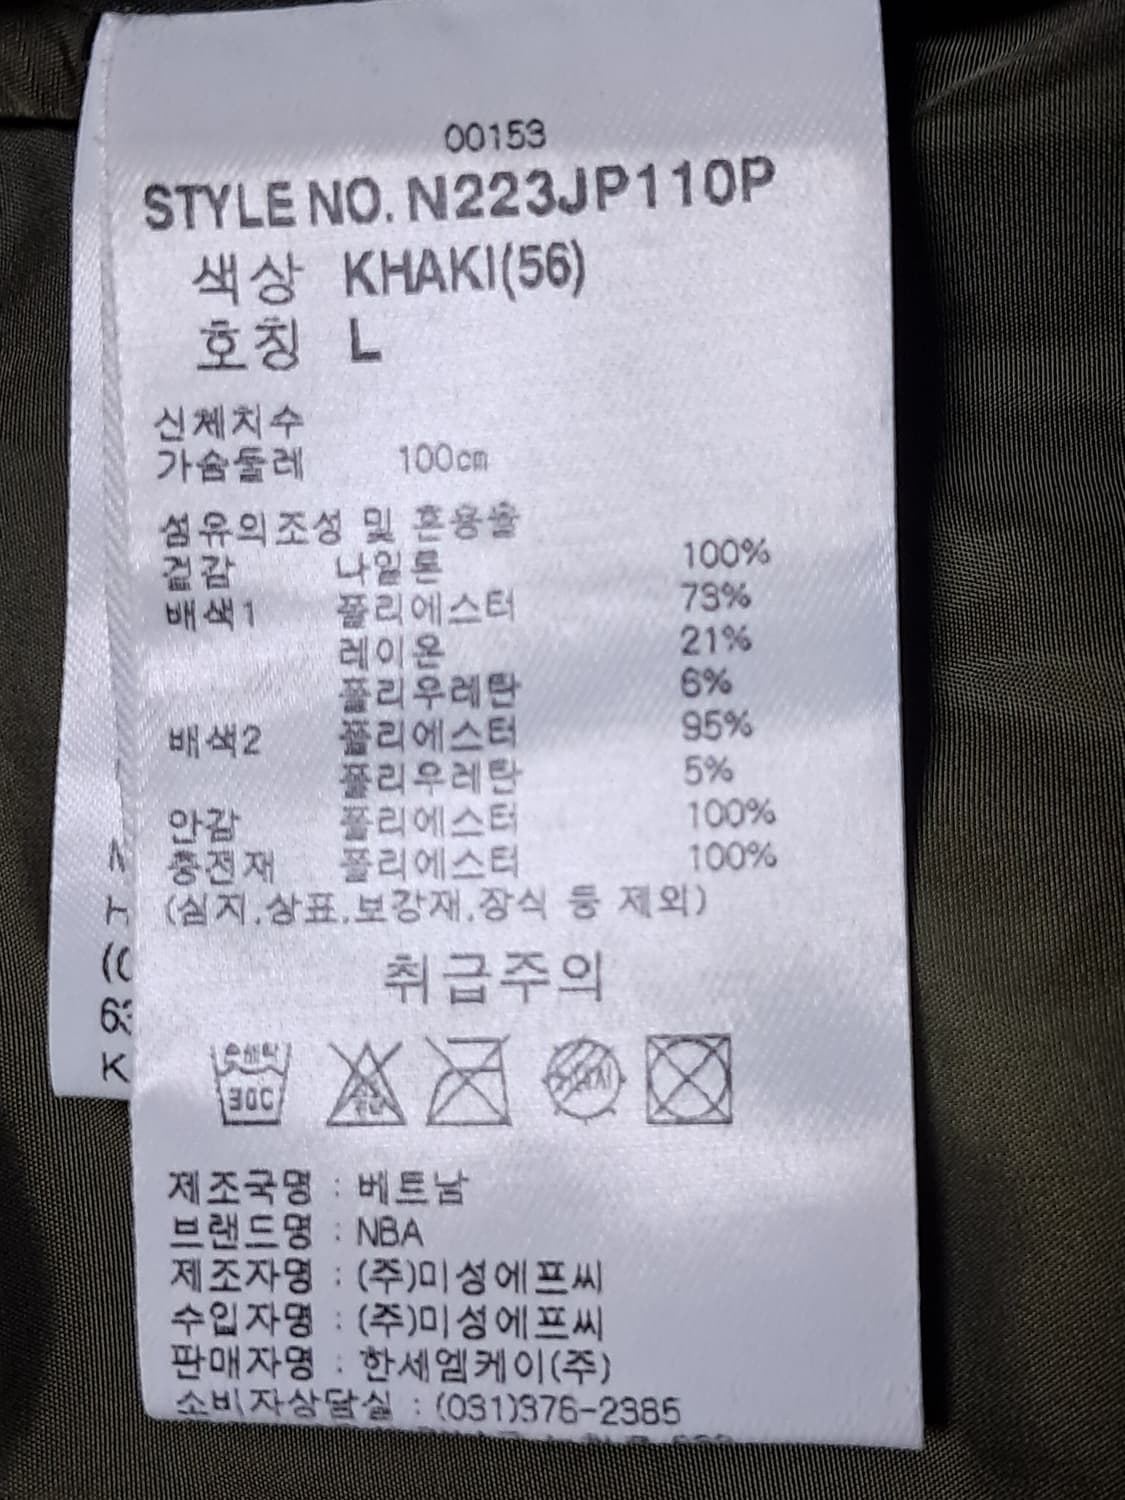 00153
STYLE NO. N223JP110P
색상 KHAKI(56)
호칭 L
신체치수
가슴둘레 100cm
섬유의조성 및 혼용율
겉감 나일론 100%
배색1 폴리에스터 73%
레이온 21%
폴리우레탄 6%
배색2 폴리에스터 95%
폴리우레탄 5%
안감 폴리에스터 100%
충전재 폴리에스터 100%
(심지,상표,보강재,장식 등 제외)
취급주의
손세탁
30C
제조국명 : 베트남
브랜드명 : NBA
제조자명 : (주)미성에프씨
수입자명 : (주)미성에프씨
판매자명 : 한세엠케이(주)
소비자상담실 : (031)376-2385
((
K